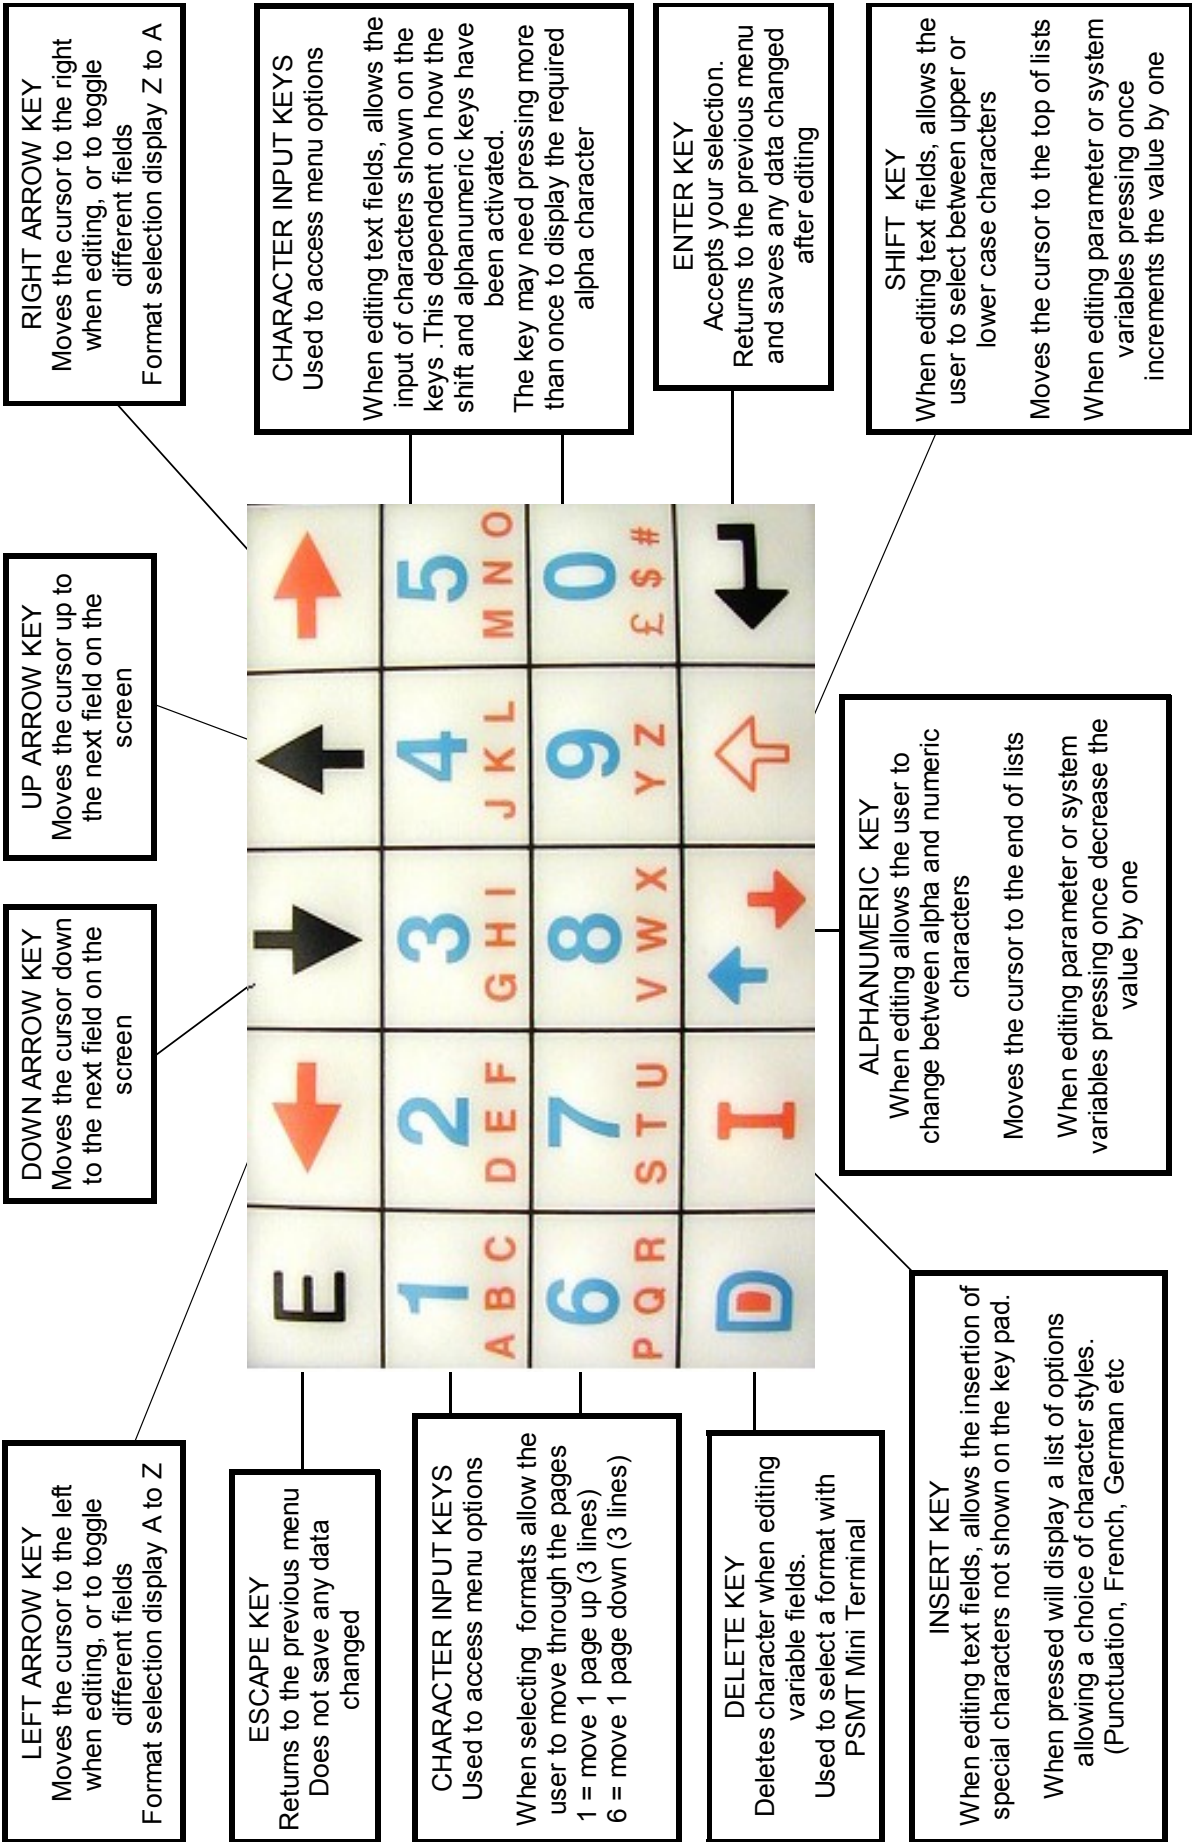 LEFT ARROW KEY
Moves the cursor to the left
when editing, or to toggle
different fields
Format selection display A to Z
DOWN ARROW KEY
Moves the cursor down
to the next field on the
screen
UP ARROW KEY
Moves the cursor up to
the next field on the
screen
RIGHT ARROW KEY
Moves the cursor to the right
when editing, or to toggle
different fields
Format selection display Z to A
ESCAPE KEY
Returns to the previous menu
Does not save any data
changed
CHARACTER INPUT KEYS
Used to access menu options
When selecting formats allow the
user to move through the pages
1 = move 1 page up (3 lines)
6 = move 1 page down (3 lines)
DELETE KEY
Deletes character when editing
variable fields.
Used to select a format with
PSMT Mini Terminal
E
1 2 3 4 5
A B C D E F G H I J K L M N O
6 7 8 9 0
P Q R S T U V W X Y Z £ $ #
D I
CHARACTER INPUT KEYS
Used to access menu options
When editing text fields, allows the
input of characters shown on the
keys .This dependent on how the
shift and alphanumeric keys have
been activated.
The key may need pressing more
than once to display the required
alpha character
ENTER KEY
Accepts your selection.
Returns to the previous menu
and saves any data changed
after editing
INSERT KEY
When editing text fields, allows the insertion of
special characters not shown on the key pad.
When pressed will display a list of options
allowing a choice of character styles.
(Punctuation, French, German etc
ALPHANUMERIC KEY
When editing allows the user to
change between alpha and numeric
characters
Moves the cursor to the end of lists
When editing parameter or system
variables pressing once decrease the
value by one
SHIFT KEY
When editing text fields, allows the
user to select between upper or
lower case characters
Moves the cursor to the top of lists
When editing parameter or system
variables pressing once
increments the value by one